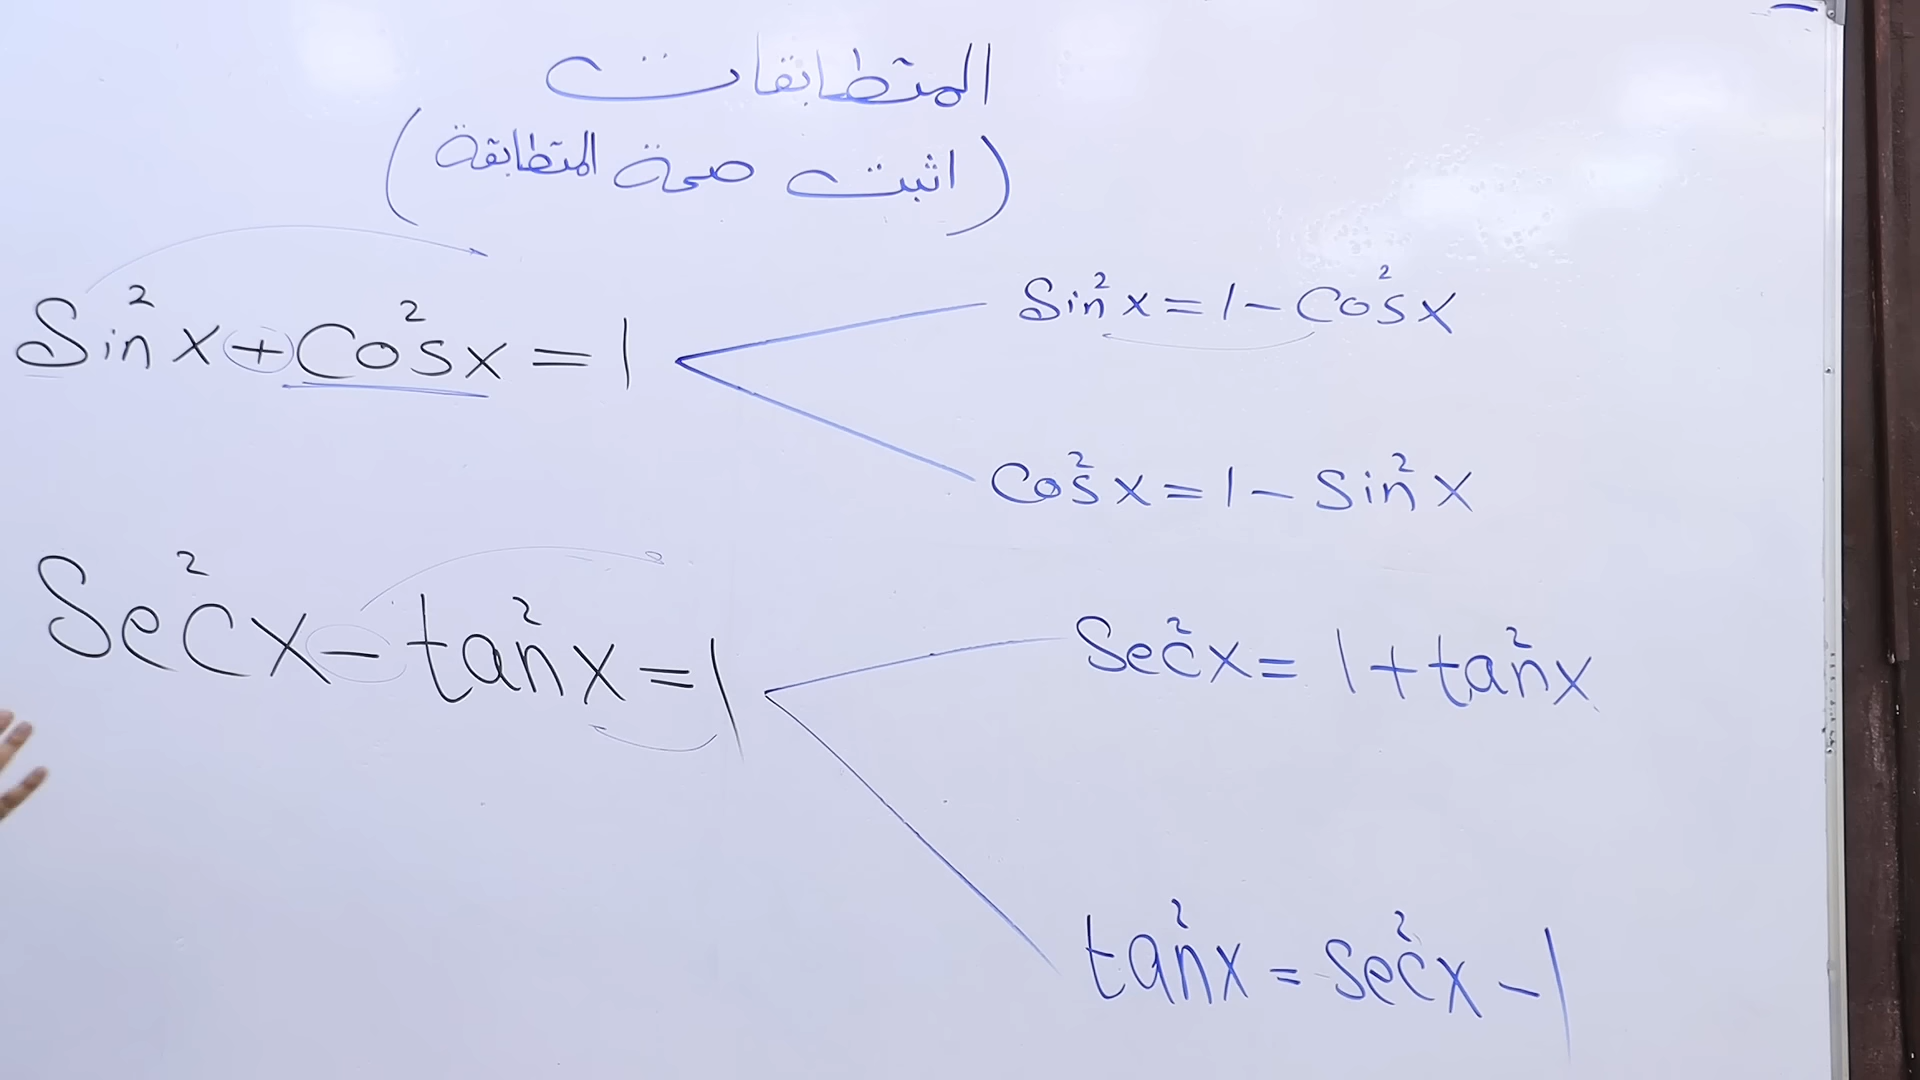 المتطابقات
(اثبت صحة المتطابقة)
Sin²x + Cos²x = 1
Sin²x = 1 - Cos²x
Cos²x = 1 - Sin²x
Sec²x - tan²x = 1
Sec²x = 1 + tan²x
tan²x = Sec²x - 1